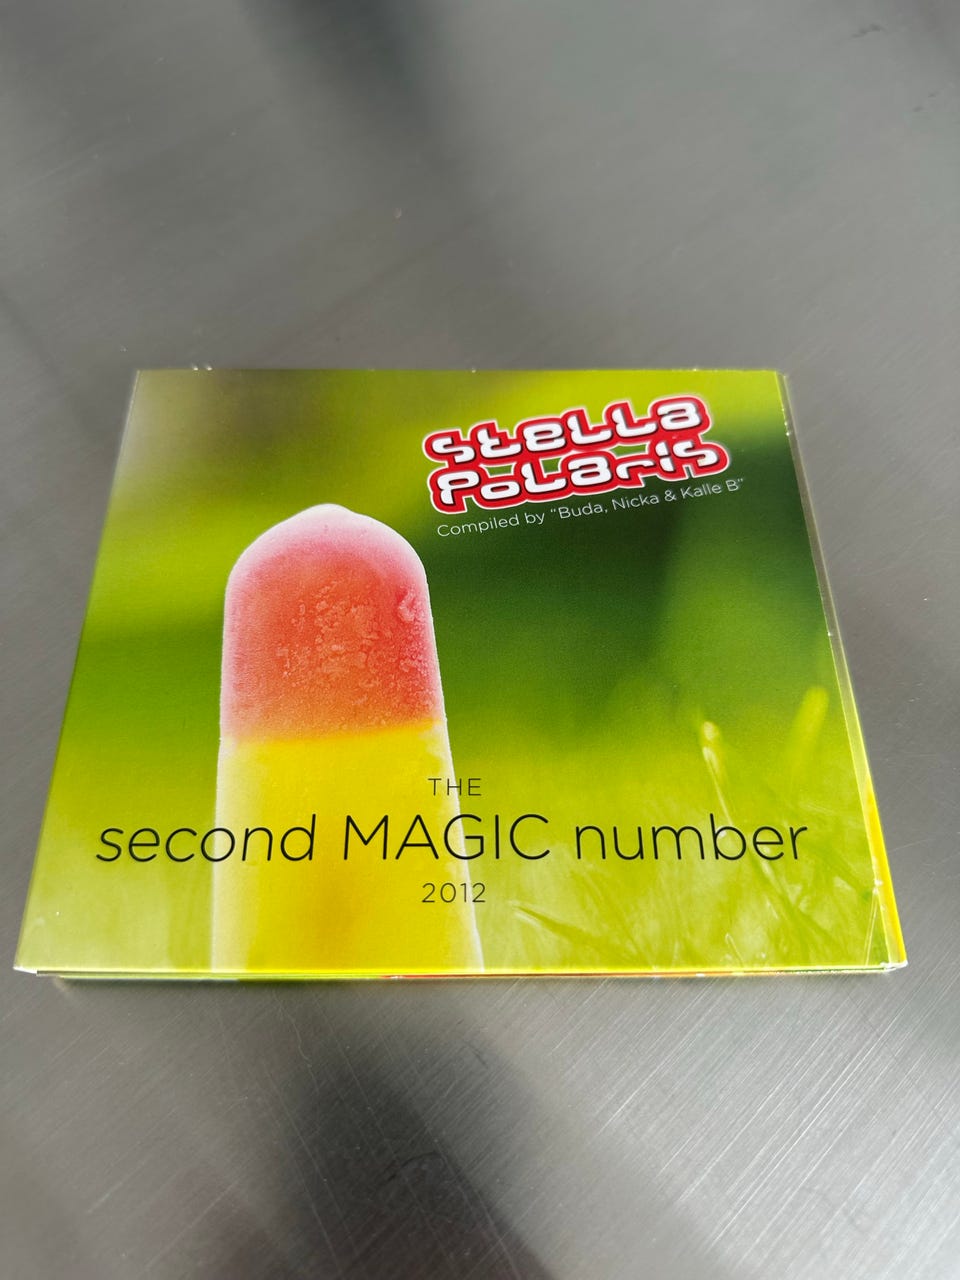 stella
polaris
Compiled by "Buda, Nicka & Kalle B"
THE
second MAGIC number
2012